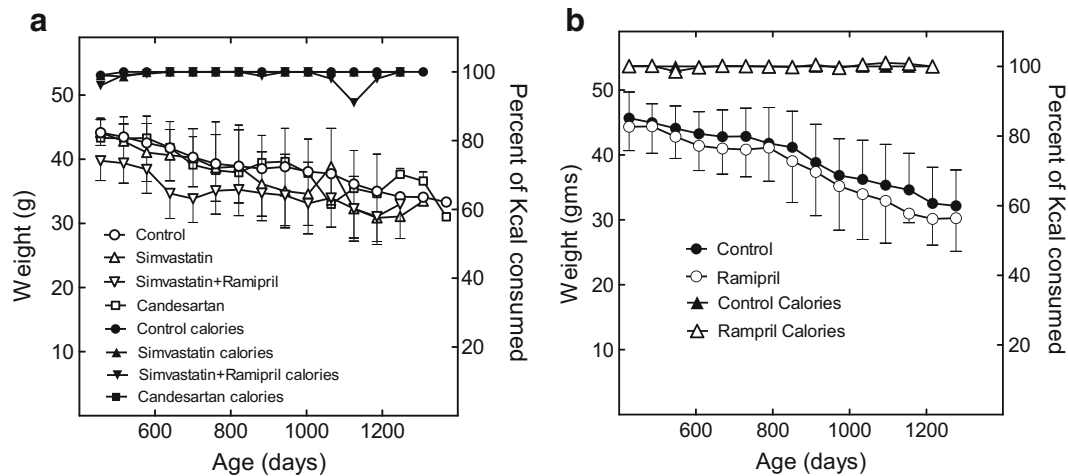 a
50
40
30
20
10
Weight (g)
100
80
60
40
20
Percent of Kcal consumed
Control
Simvastatin
Simvastatin+Ramipril
Candesartan
Control calories
Simvastatin calories
Simvastatin+Ramipril calories
Candesartan calories
600 800 1000 1200
Age (days)
b
50
40
30
20
10
Weight (gms)
100
80
60
40
20
Percent of Kcal consumed
Control
Ramipril
Control Calories
Rampril Calories
600 800 1000 1200
Age (days)